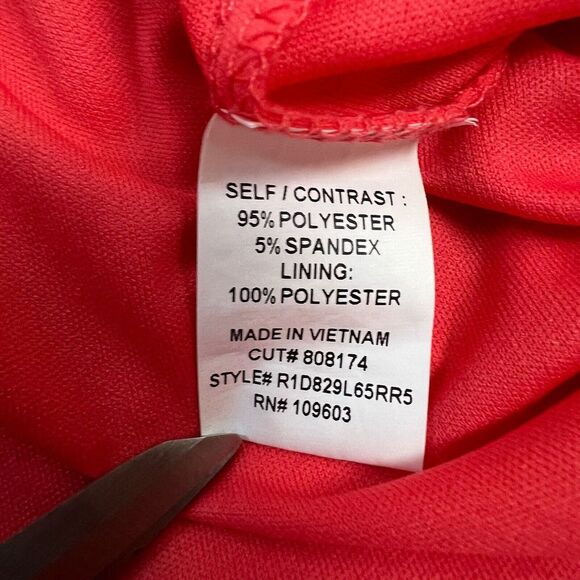 SELF / CONTRAST :
95% POLYESTER
5% SPANDEX
LINING:
100% POLYESTER
MADE IN VIETNAM
CUT# 808174
STYLE# R1D829L65RR5
RN# 109603